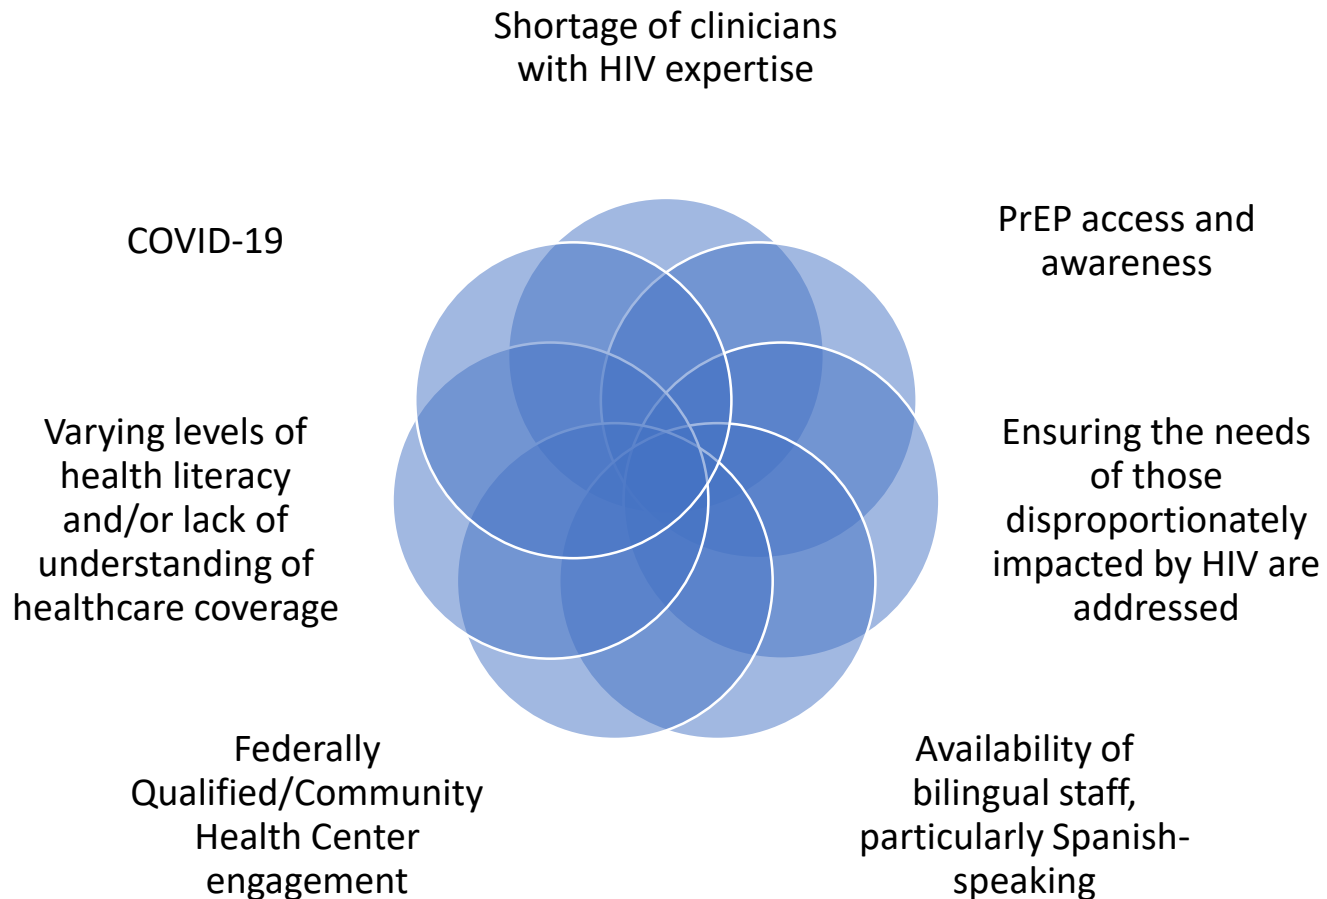 Shortage of clinicians
with HIV expertise
PrEP access and
awareness
Ensuring the needs
of those
disproportionately
impacted by HIV are
addressed
Availability of
bilingual staff,
particularly Spanish-
speaking
Federally
Qualified/Community
Health Center
engagement
Varying levels of
health literacy
and/or lack of
understanding of
healthcare coverage
COVID-19